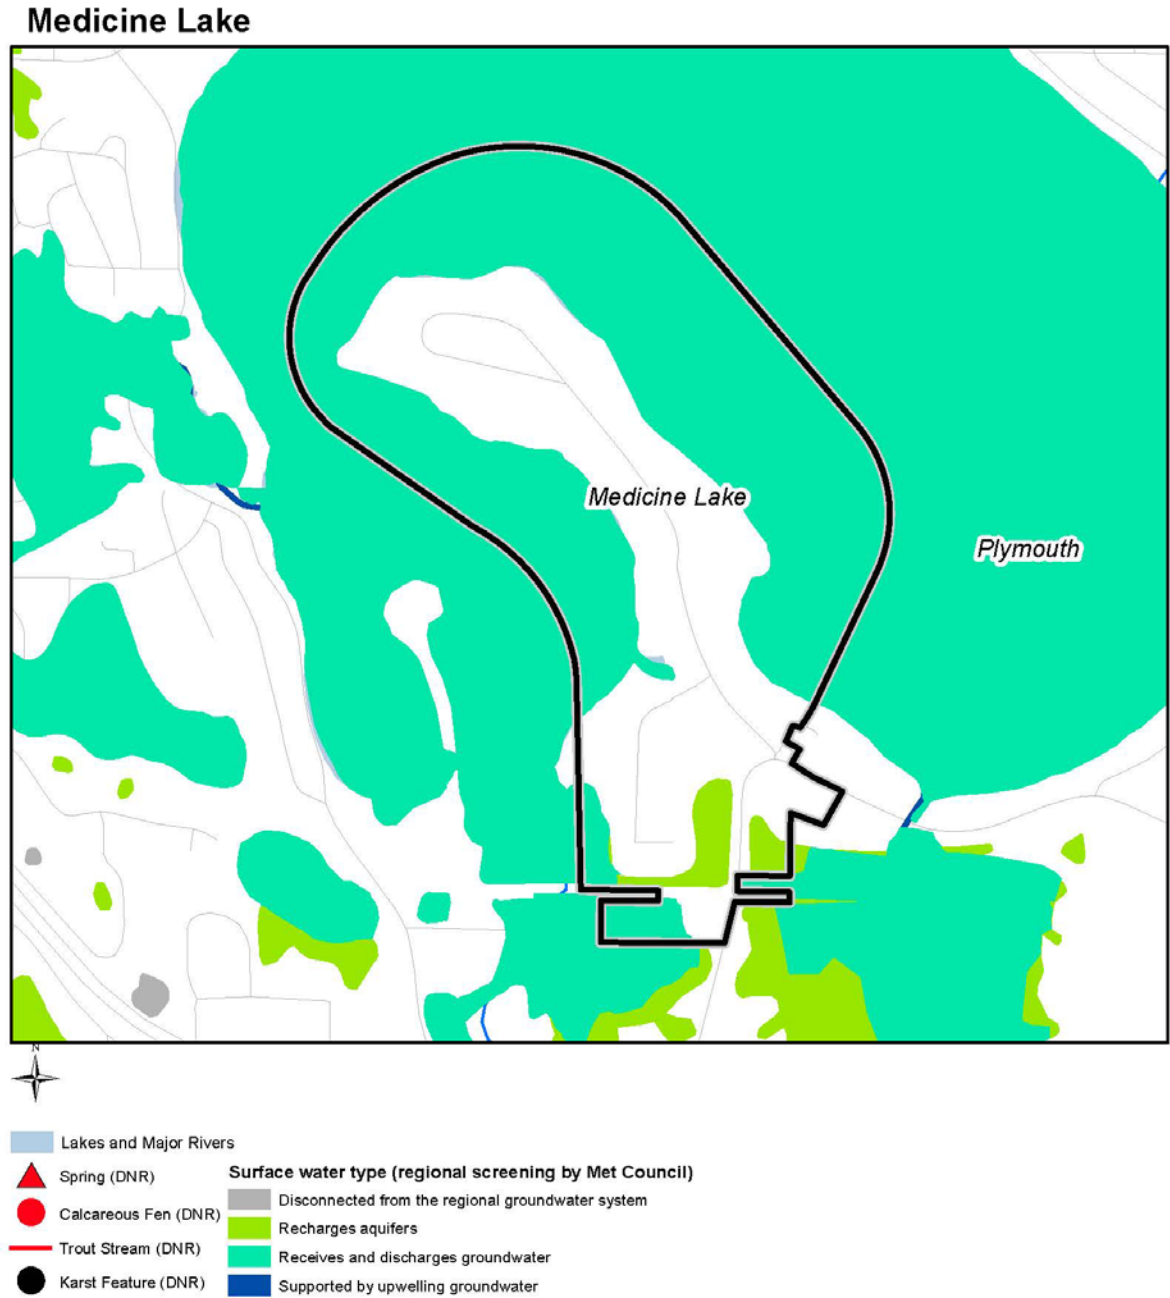 Medicine Lake
Medicine Lake
Plymouth
N
Lakes and Major Rivers
Spring (DNR)
Calcareous Fen (DNR)
Trout Stream (DNR)
Karst Feature (DNR)
Surface water type (regional screening by Met Council)
Disconnected from the regional groundwater system
Recharges aquifers
Receives and discharges groundwater
Supported by upwelling groundwater